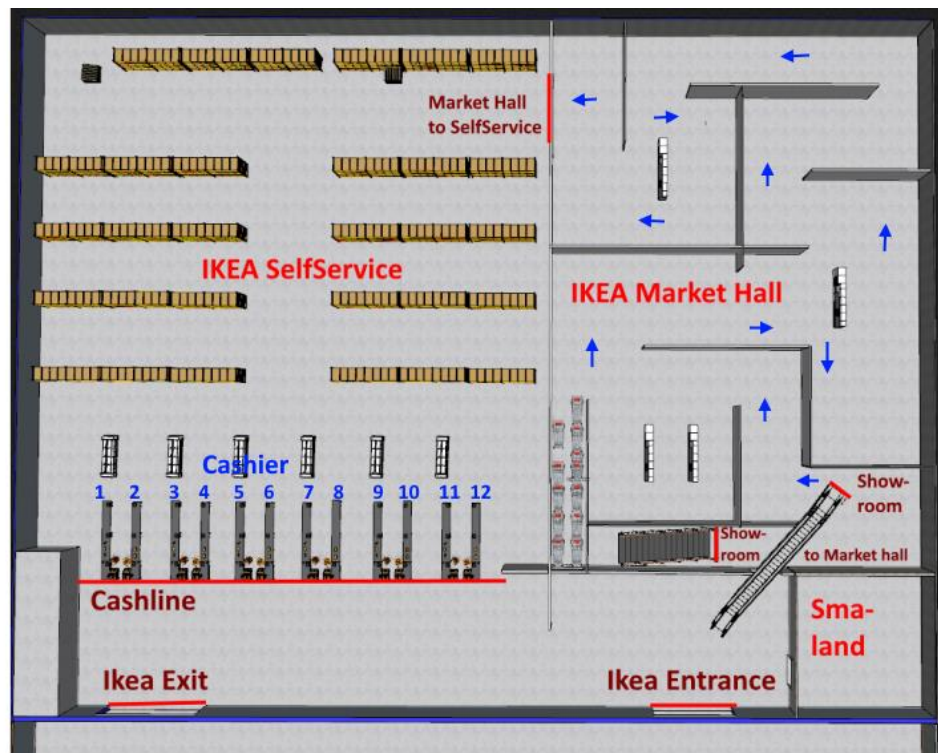 Market Hall
to SelfService
IKEA SelfService
IKEA Market Hall
Cashier
1 2 3 4 5 6 7 8 9 10 11 12
Show-
room
Show-
room
to Market hall
Cashline
Sma-
land
Ikea Exit
Ikea Entrance